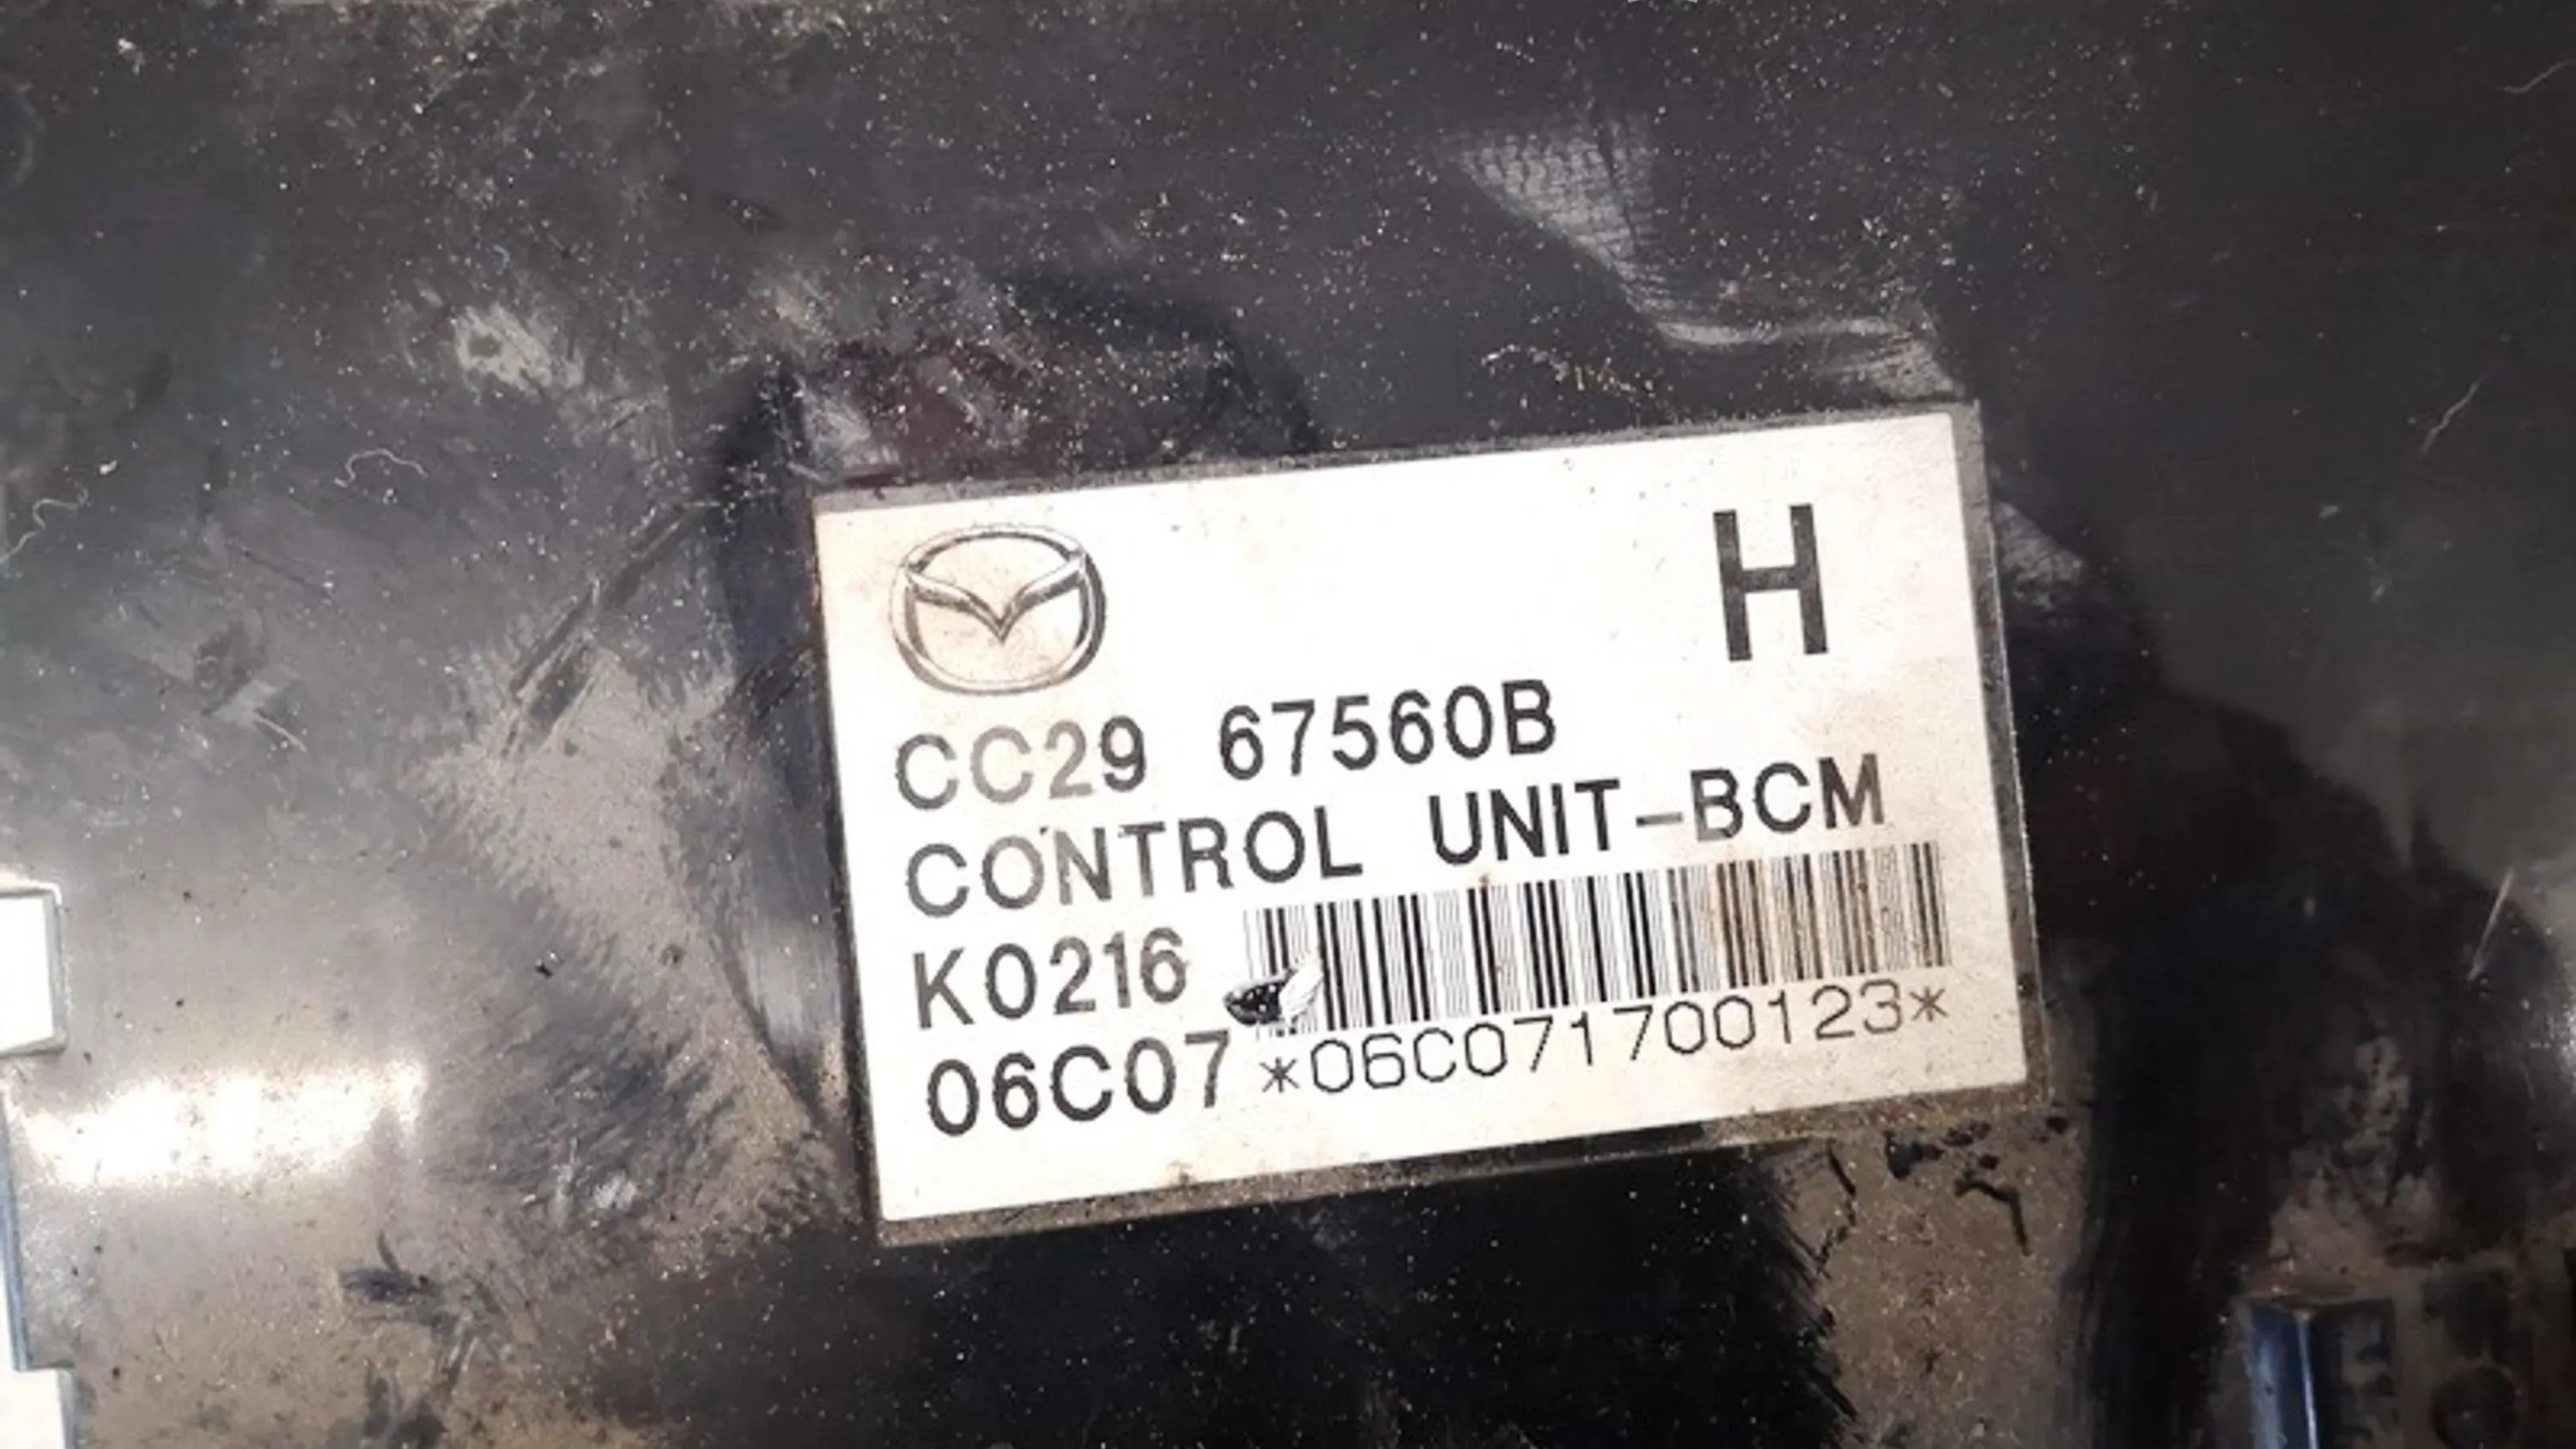 H
CC29 67560B
CONTROL UNIT-BCM
K0216
06C07 *06C071700123*